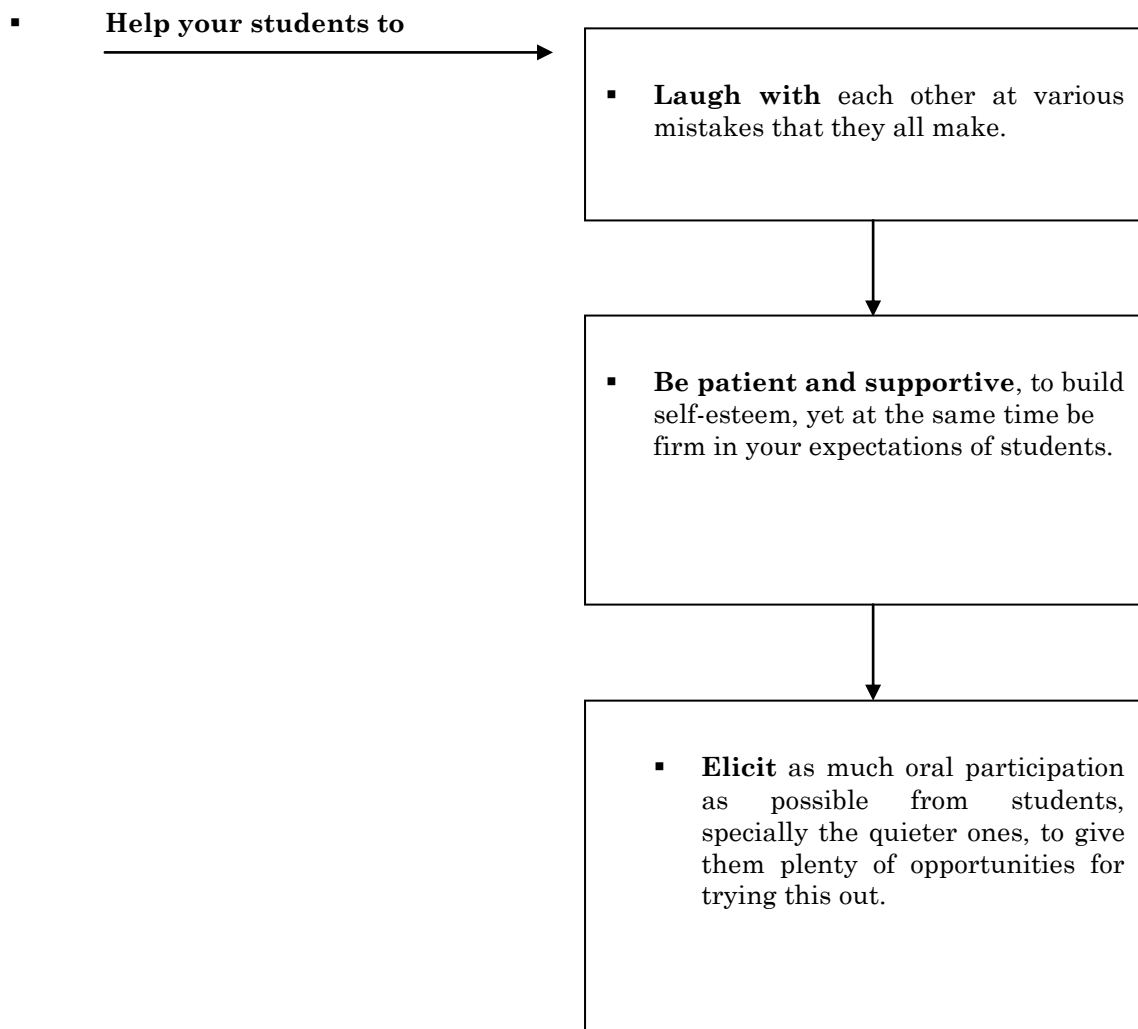 ▪ Help your students to
▪ Laugh with each other at various
mistakes that they all make.
▪ Be patient and supportive, to build
self-esteem, yet at the same time be
firm in your expectations of students.
▪ Elicit as much oral participation
as possible from students,
specially the quieter ones, to give
them plenty of opportunities for
trying this out.